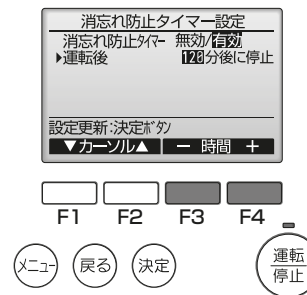 消忘れ防止タイマー設定
消忘れ防止ﾀｲﾏｰ 無効/有効
▶運転後 120分後に停止
設定更新:決定ﾎﾞﾀﾝ
▼カーソル▲ － 時間 ＋
F1 F2 F3 F4
メニュー 戻る 決定 運転/停止